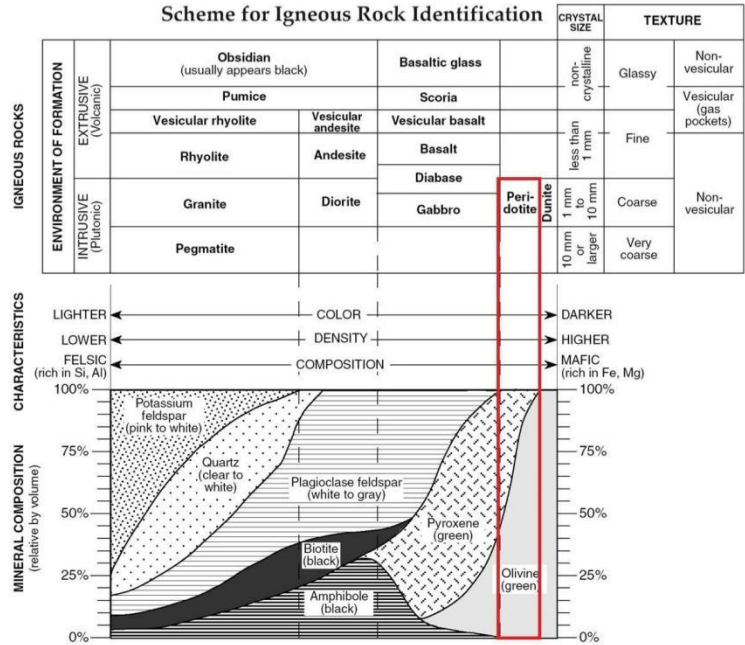 Scheme for Igneous Rock Identification
CRYSTAL
SIZE
TEXTURE
IGNEOUS ROCKS
ENVIRONMENT OF FORMATION
EXTRUSIVE
(Volcanic)
INTRUSIVE
(Plutonic)
Obsidian
(usually appears black)
Basaltic glass
non-
crystalline
Glassy
Non-
vesicular
Pumice
Scoria
Vesicular
(gas
pockets)
Vesicular rhyolite
Vesicular
andesite
Vesicular basalt
less than
1 mm
Fine
Rhyolite
Andesite
Basalt
Diabase
Granite
Diorite
Gabbro
Peri-
dotite
Dunite
1 mm
to
10 mm
Coarse
Non-
vesicular
Pegmatite
10 mm
or
larger
Very
coarse
CHARACTERISTICS
LIGHTER
COLOR
DARKER
LOWER
DENSITY
HIGHER
FELSIC
(rich in Si, Al)
COMPOSITION
MAFIC
(rich in Fe, Mg)
MINERAL COMPOSITION
(relative by volume)
100%
75%
50%
25%
0%
Potassium
feldspar
(pink to white)
Quartz
(clear to
white)
Plagioclase feldspar
(white to gray)
Biotite
(black)
Amphibole
(black)
Pyroxene
(green)
Olivine
(green)
100%
75%
50%
25%
0%